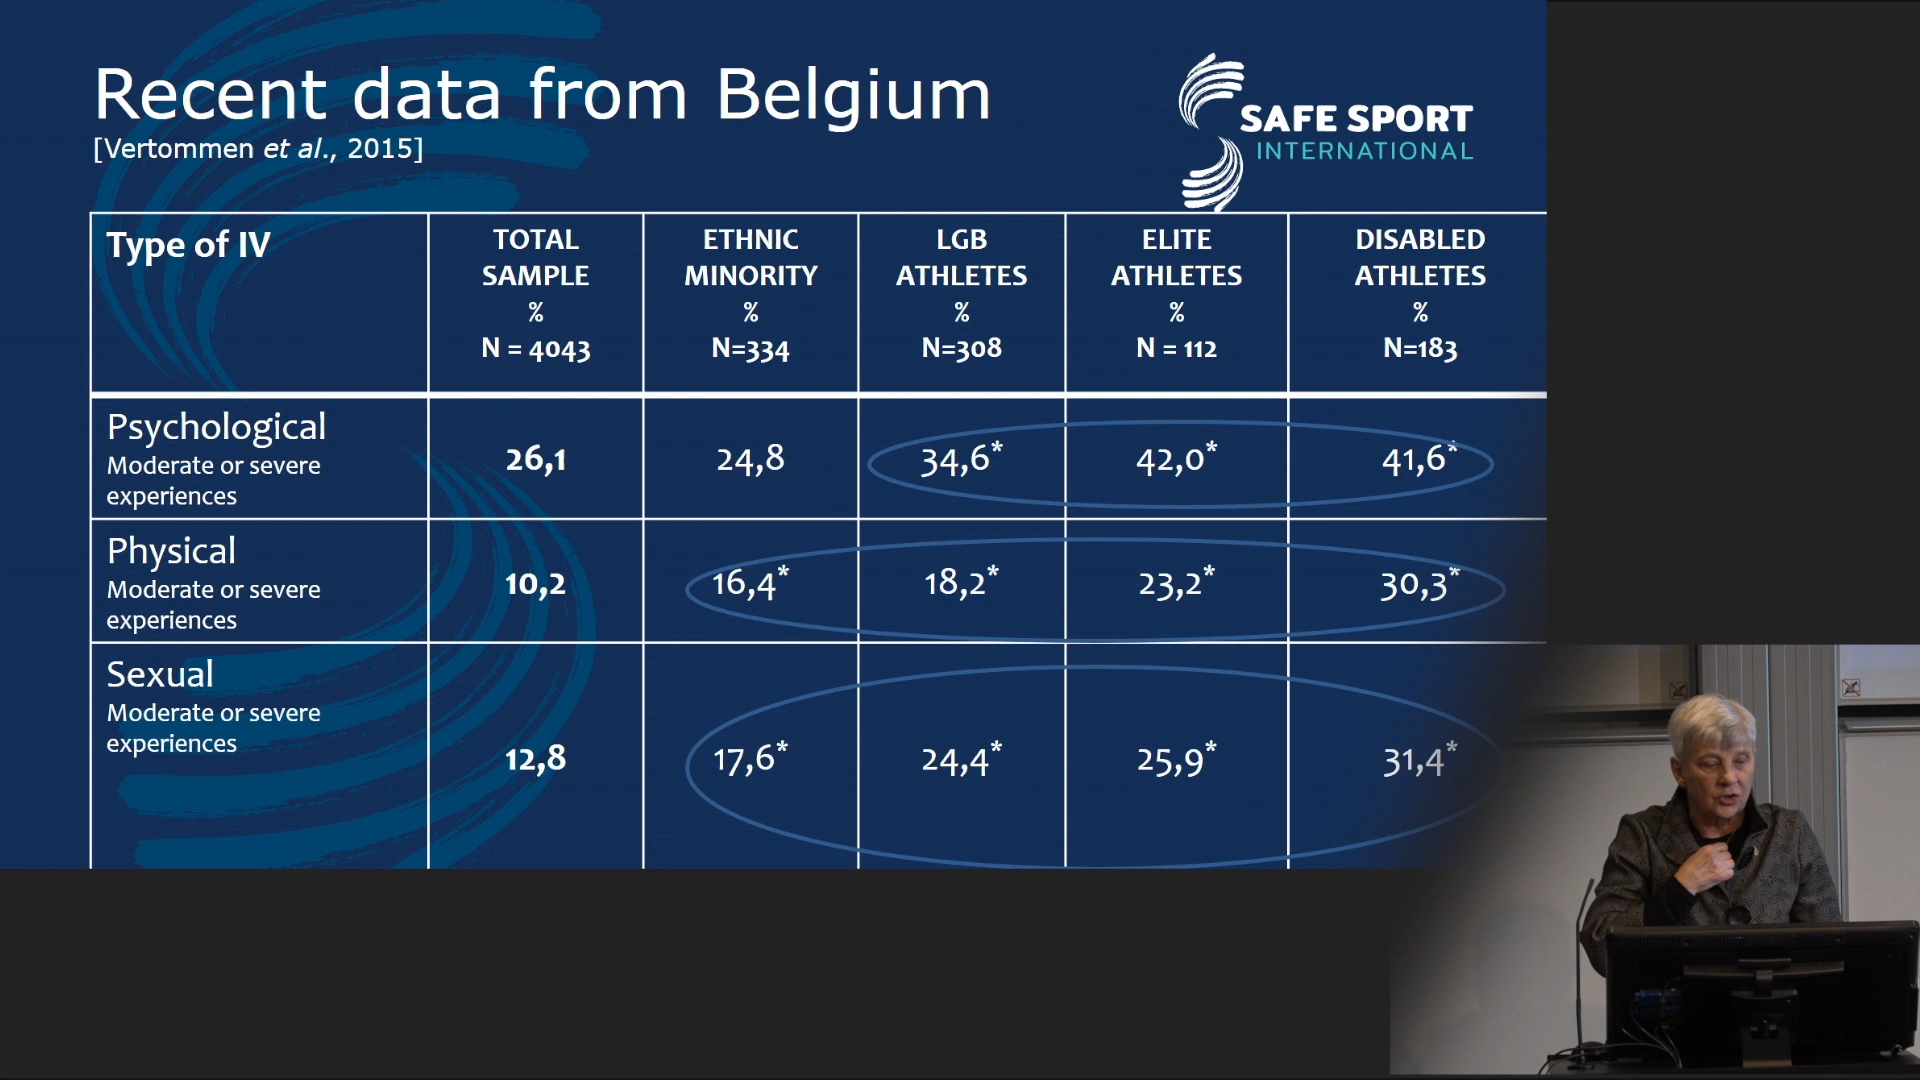 Recent data from Belgium
[Vertommen et al., 2015]
SAFE SPORT
INTERNATIONAL
Type of IV
TOTAL
SAMPLE
%
N = 4043
ETHNIC
MINORITY
%
N=334
LGB
ATHLETES
%
N=308
ELITE
ATHLETES
%
N = 112
DISABLED
ATHLETES
%
N=183
Psychological
Moderate or severe
experiences
26,1
24,8
34,6*
42,0*
41,6*
Physical
Moderate or severe
experiences
10,2
16,4*
18,2*
23,2*
30,3*
Sexual
Moderate or severe
experiences
12,8
17,6*
24,4*
25,9*
31,4*